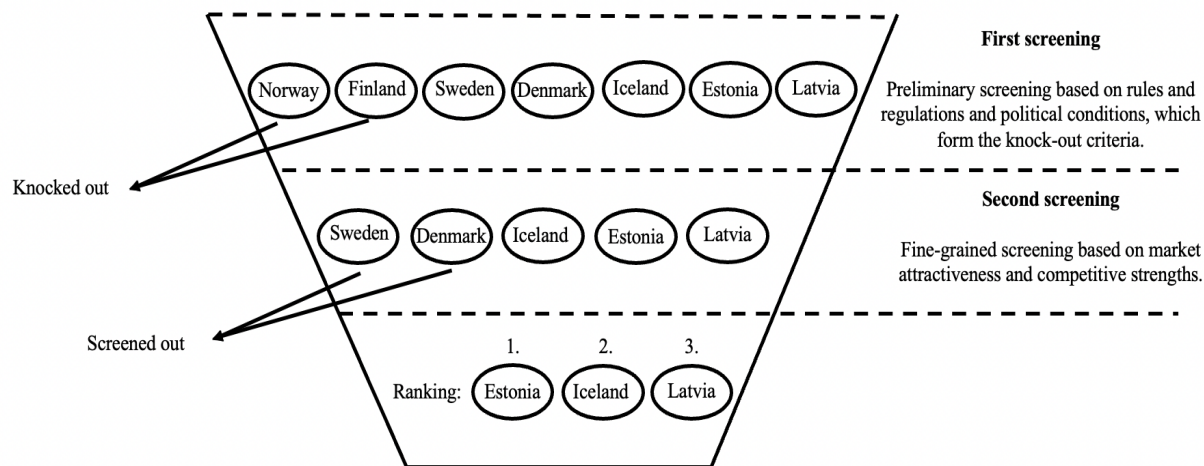 First screening
Norway Finland Sweden Denmark Iceland Estonia Latvia
Preliminary screening based on rules and
regulations and political conditions, which
form the knock-out criteria.
Knocked out
Second screening
Sweden Denmark Iceland Estonia Latvia
Fine-grained screening based on market
attractiveness and competitive strengths.
Screened out
1. 2. 3.
Ranking: Estonia Iceland Latvia